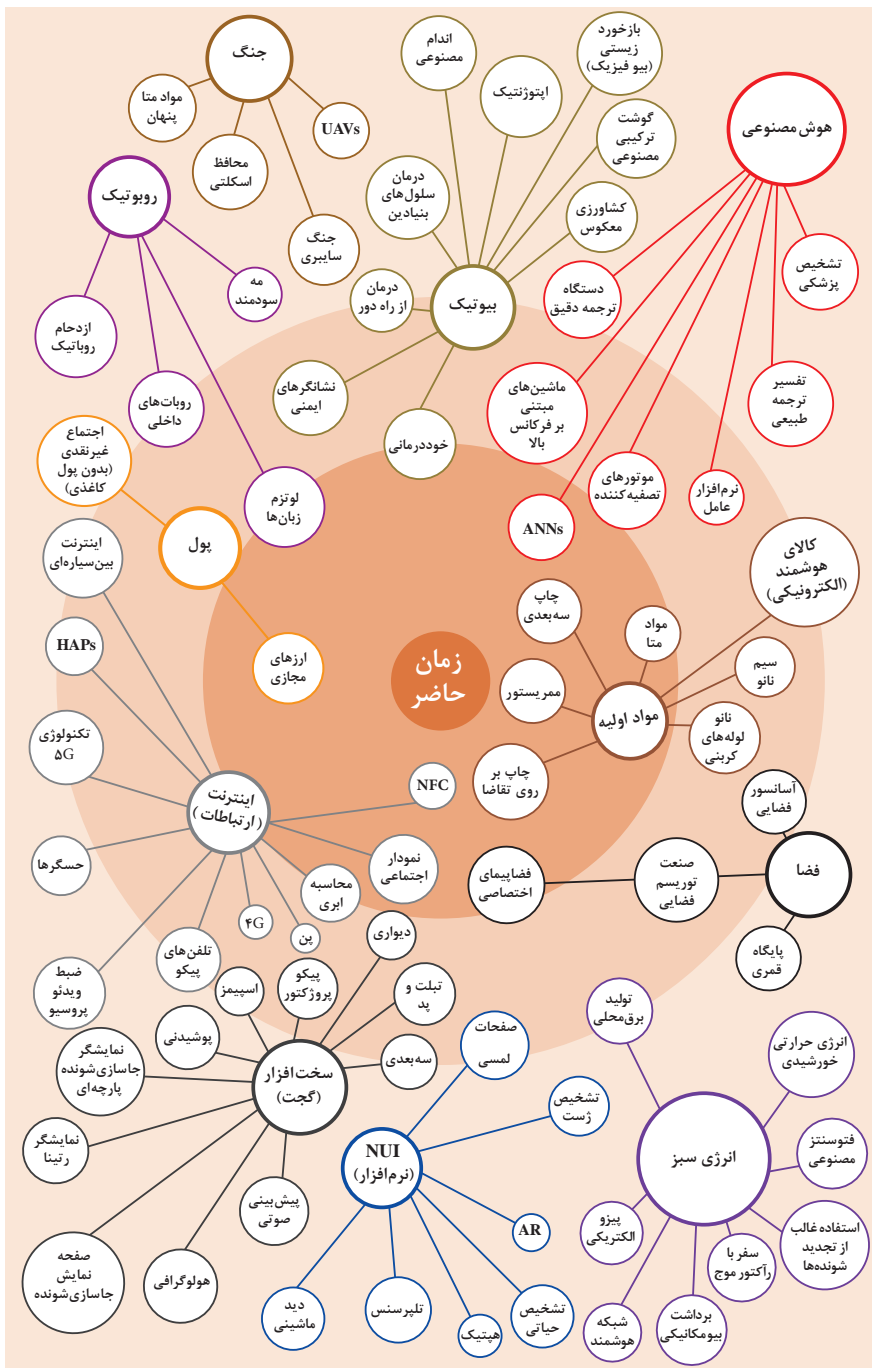 جنگ
مواد متا
پنهان
محافظ
اسکلتی
جنگ
سایبری
UAVs
روبوتیک
ازدحام
روباتیک
روبات‌های
داخلی
لوتزم
زبان‌ها
مه
سودمند
بیوتیک
اندام
مصنوعی
اپتوژنتیک
بازخورد
زیستی
(بیو فیزیک)
گوشت
ترکیبی
مصنوعی
کشاورزی
معکوس
درمان
سلول‌های
بنیادین
درمان
از راه دور
نشانگرهای
ایمنی
خوددرمانی
هوش مصنوعی
تشخیص
پزشکی
دستگاه
ترجمه دقیق
ماشین‌های
مبتنی
بر فرکانس
بالا
تفسیر
ترجمه
طبیعی
موتورهای
تصفیه‌کننده
نرم‌افزار
عامل
ANNs
اجتماع
غیرنقدی
(بدون پول
کاغذی)
پول
ارزهای
مجازی
زمان
حاضر
کالای
هوشمند
(الکترونیکی)
چاپ
سه‌بعدی
مواد
متا
سیم
نانو
ممریستور
مواد اولیه
نانو
لوله‌های
کربنی
چاپ بر
روی تقاضا
اینترنت
بین‌سیاره‌ای
HAPs
تکنولوژی
۵G
اینترنت
(ارتباطات)
NFC
حسگرها
نمودار
اجتماعی
محاسبه
ابری
پن
۴G
تلفن‌های
پیکو
ضبط
ویدئو
پروسیو
آسانسور
فضایی
فضا
صنعت
توریسم
فضایی
فضاپیمای
اختصاصی
پایگاه
قمری
سخت‌افزار
(گجت)
دیواری
پیکو
پروژکتور
اسپیمز
تبلت و
پد
سه‌بعدی
پوشیدنی
نمایشگر
جاسازی‌شونده
پارچه‌ای
نمایشگر
رتینا
صفحه
نمایش
جاسازی‌شونده
هولوگرافی
پیش‌بینی
صوتی
NUI
(نرم‌افزار)
صفحات
لمسی
تشخیص
ژست
AR
تشخیص
حیاتی
هپتیک
تلپرسنس
دید
ماشینی
انرژی سبز
تولید
برق‌محلی
انرژی حرارتی
خورشیدی
فتوسنتز
مصنوعی
استفاده غالب
از تجدید
شونده‌ها
سفر با
رآکتور موج
برداشت
بیومکانیکی
شبکه
هوشمند
پیزو
الکتریکی